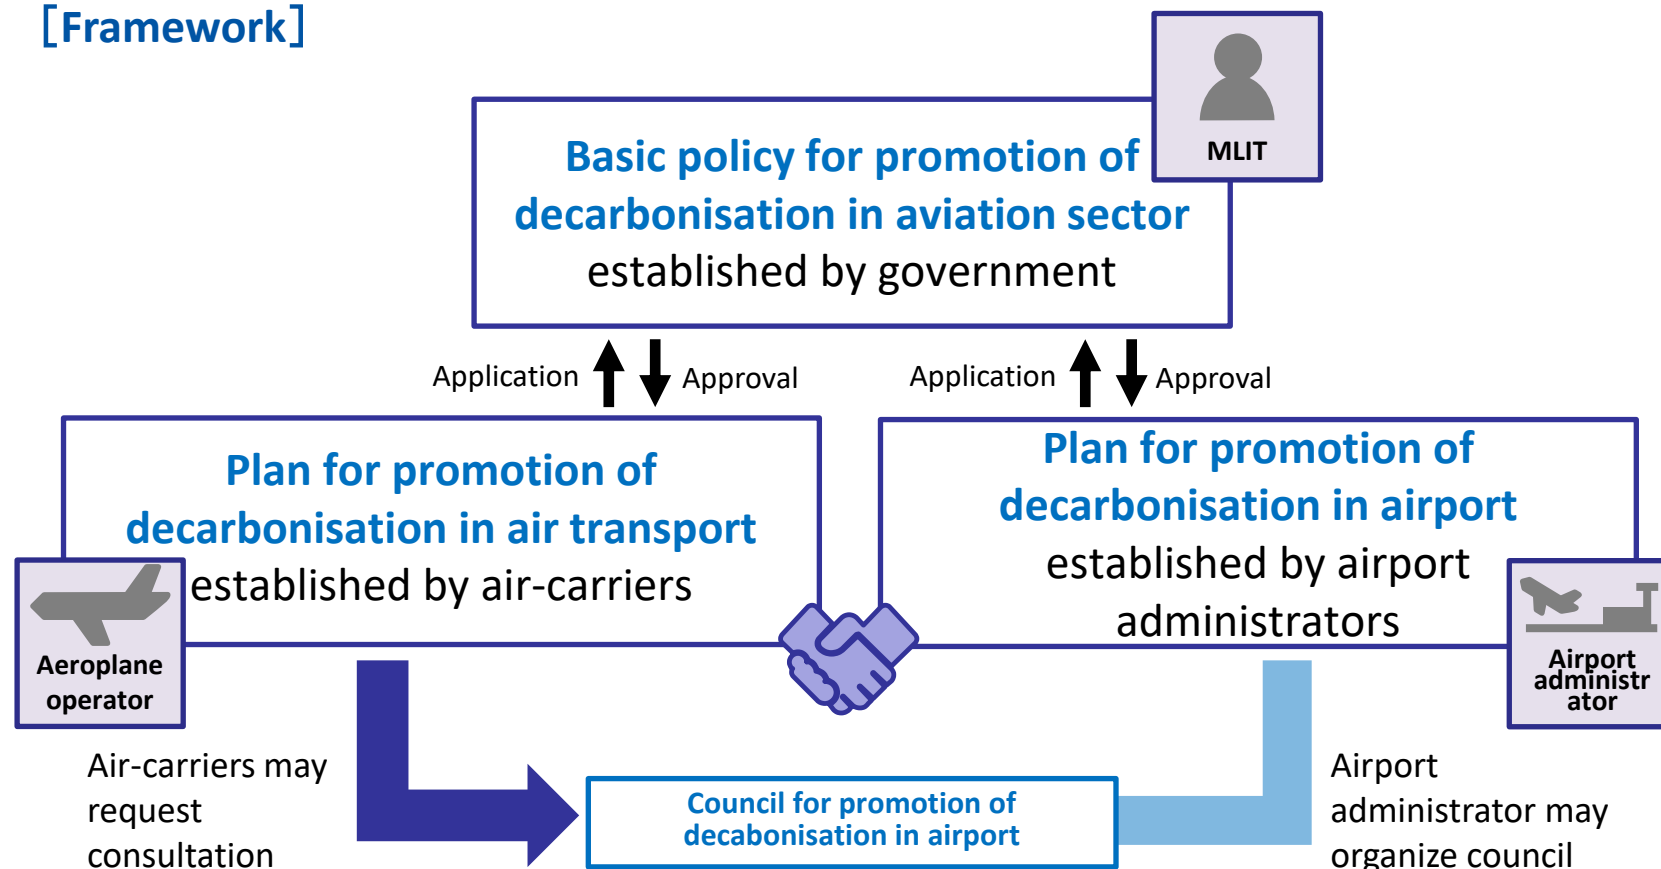 ［Framework］
MLIT
Basic policy for promotion of
decarbonisation in aviation sector
established by government
Application
Approval
Application
Approval
Plan for promotion of
decarbonisation in air transport
established by air-carriers
Aeroplane
operator
Plan for promotion of
decarbonisation in airport
established by airport
administrators
Airport
administr
ator
Air-carriers may
request
consultation
Council for promotion of
decabonisation in airport
Airport
administrator may
organize council